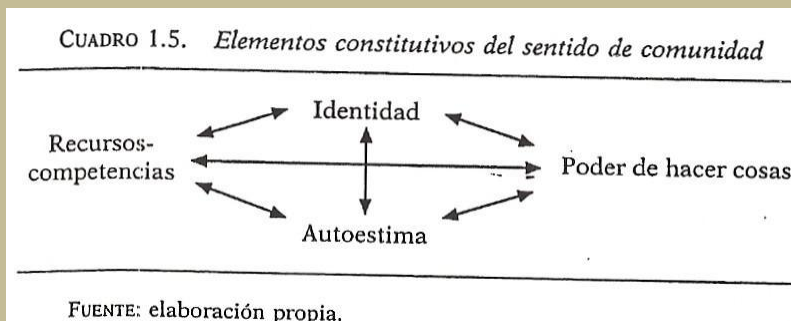 CUADRO 1.5. Elementos constitutivos del sentido de comunidad
Identidad
Recursos-
competencias
Poder de hacer cosas
Autoestima
FUENTE: elaboración propia.